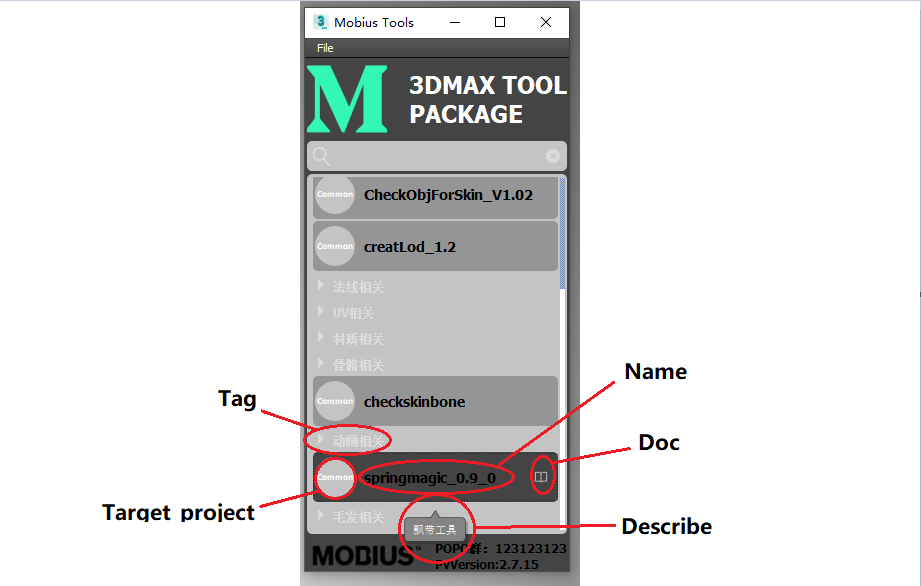 Mobius Tools
File
3DMAX TOOL
PACKAGE
Common CheckObjForSkin_V1.02
Common creatLod_1.2
法线相关
UV相关
材质相关
骨骼相关
Name
Common checkskinbone
Tag
动画相关
Doc
Common springmagic_0.9_0
Target project
毛发相关
飘带工具
Describe
MOBIUS™
POPO群：123123123
PyVersion:2.7.15